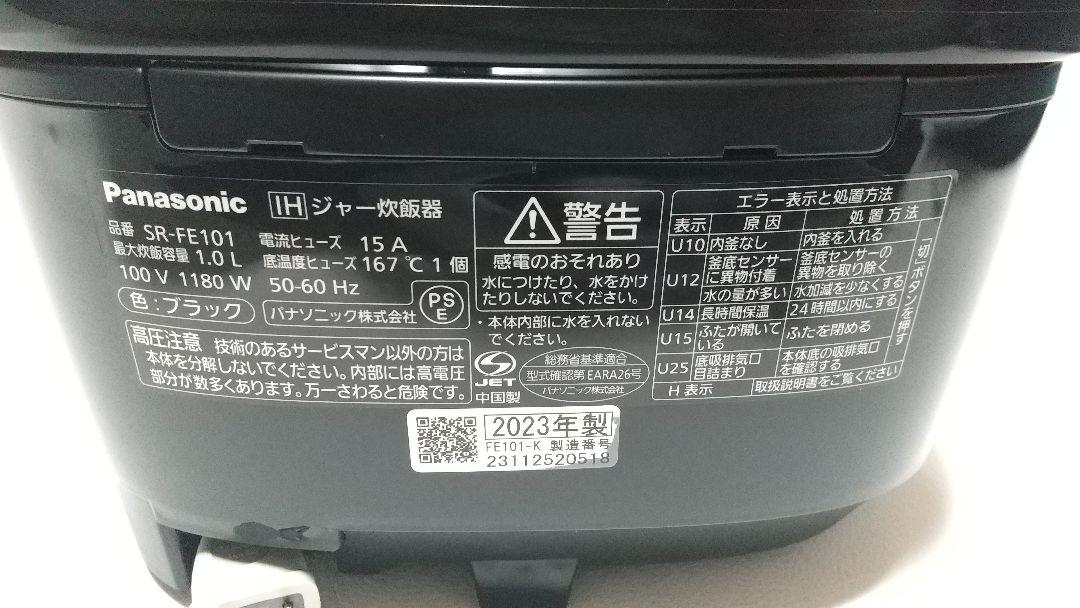 Panasonic IHジャー炊飯器
品番 SR-FE101 電流ヒューズ 15 A
最大炊飯容量 1.0 L 底温度ヒューズ 167 ℃ 1 個
100 V 1180 W 50-60 Hz
色:ブラック パナソニック株式会社 PS E
高圧注意 技術のあるサービスマン以外の方は
本体を分解しないでください。内部には高電圧
部分が数多くあります。万一さわると危険です。
警告
感電のおそれあり
水につけたり、水をかけ
たりしないでください。
・本体内部に水を入れない
でください。
JET
中国製
総務省基準適合
型式確認第EARA26号
パナソニック株式会社
エラー表示と処置方法
表示 原因 処置方法
U10 内釜なし 内釜を入れる
U12 釜底センサーに異物付着 釜底センサーの異物を取り除く
水の量が多い 水加減を少なくする
U14 長時間保温 24時間以内にする
U15 ふたが開いている ふたを閉める
U25 底吸排気口目詰まり 本体底の吸排気口を確認する
切ボタンを押す
H 表示 取扱説明書をご覧ください
2023年製
FE101-K 製造番号
23112520518